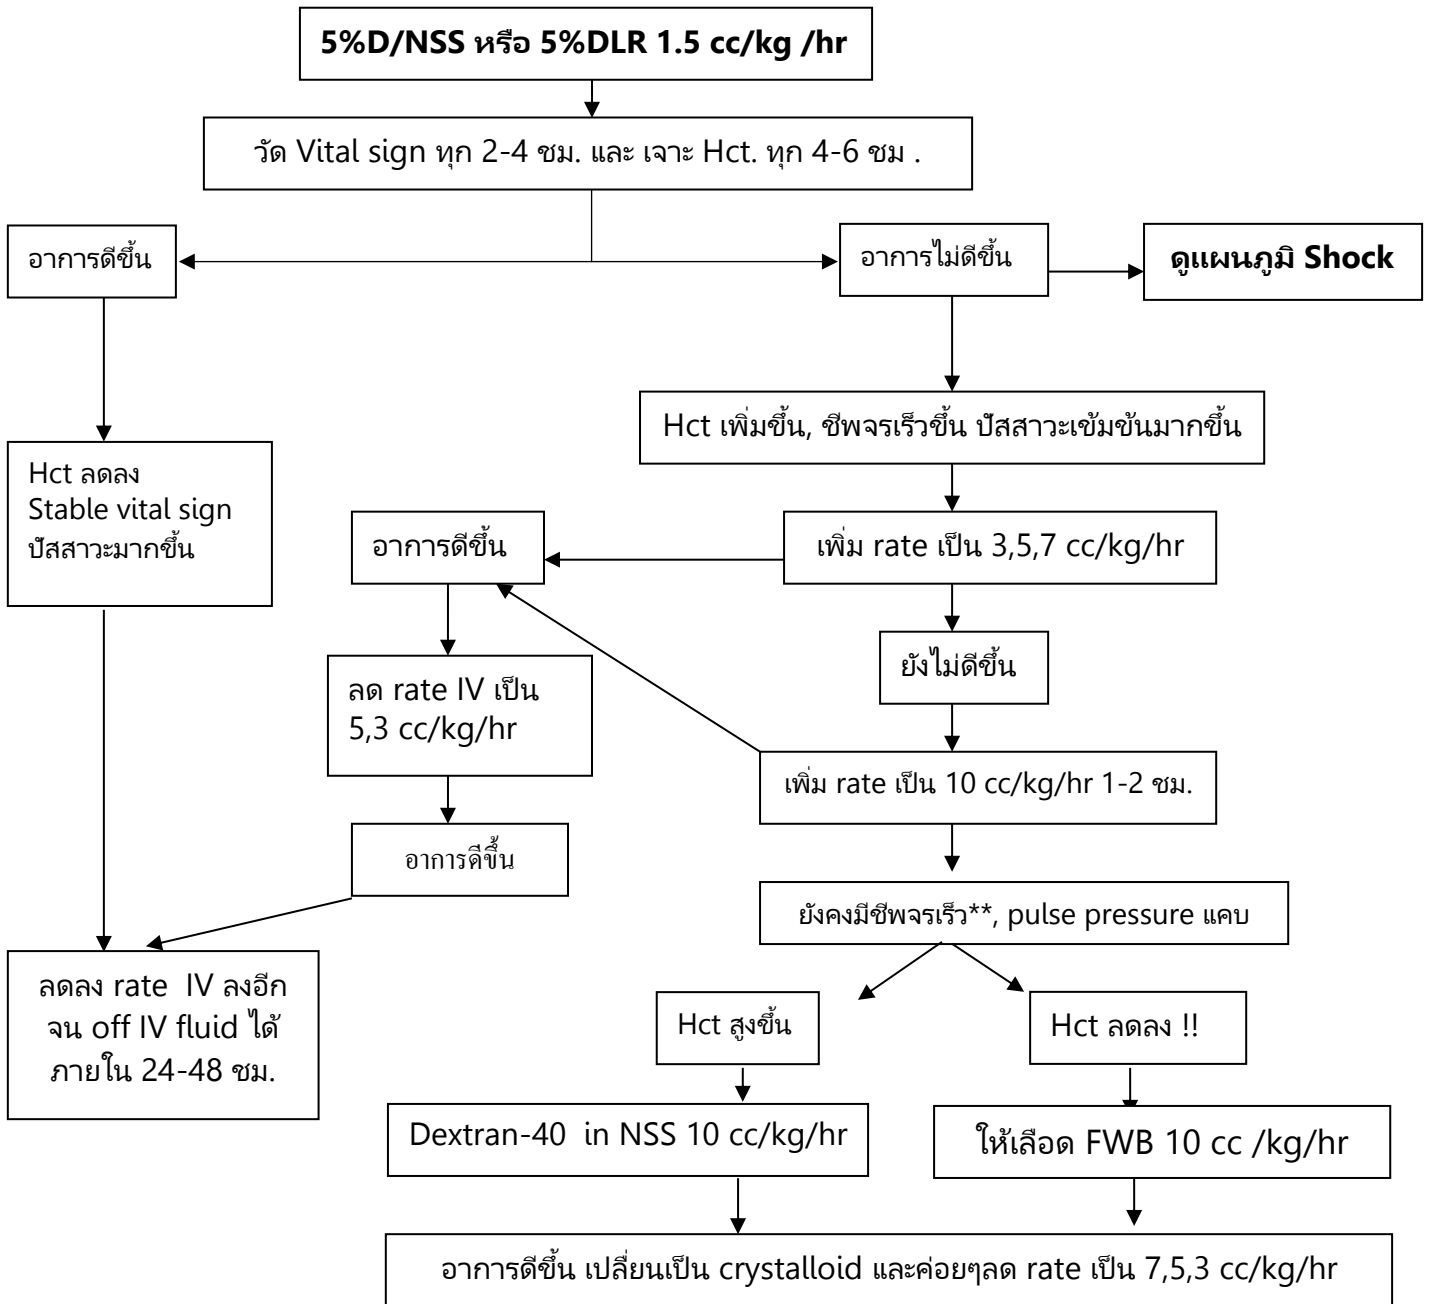 5%D/NSS หรือ 5%DLR 1.5 cc/kg /hr
วัด Vital sign ทุก 2-4 ชม. และ เจาะ Hct. ทุก 4-6 ชม .
อาการดีขึ้น
อาการไม่ดีขึ้น
ดูแผนภูมิ Shock
Hct เพิ่มขึ้น, ชีพจรเร็วขึ้น ปัสสาวะเข้มข้นมากขึ้น
Hct ลดลง
Stable vital sign
ปัสสาวะมากขึ้น
อาการดีขึ้น
เพิ่ม rate เป็น 3,5,7 cc/kg/hr
ยังไม่ดีขึ้น
ลด rate IV เป็น
5,3 cc/kg/hr
เพิ่ม rate เป็น 10 cc/kg/hr 1-2 ชม.
อาการดีขึ้น
ยังคงมีชีพจรเร็ว**, pulse pressure แคบ
ลดลง rate IV ลงอีก
จน off IV fluid ได้
ภายใน 24-48 ชม.
Hct สูงขึ้น
Hct ลดลง !!
Dextran-40 in NSS 10 cc/kg/hr
ให้เลือด FWB 10 cc /kg/hr
อาการดีขึ้น เปลี่ยนเป็น crystalloid และค่อยๆลด rate เป็น 7,5,3 cc/kg/hr